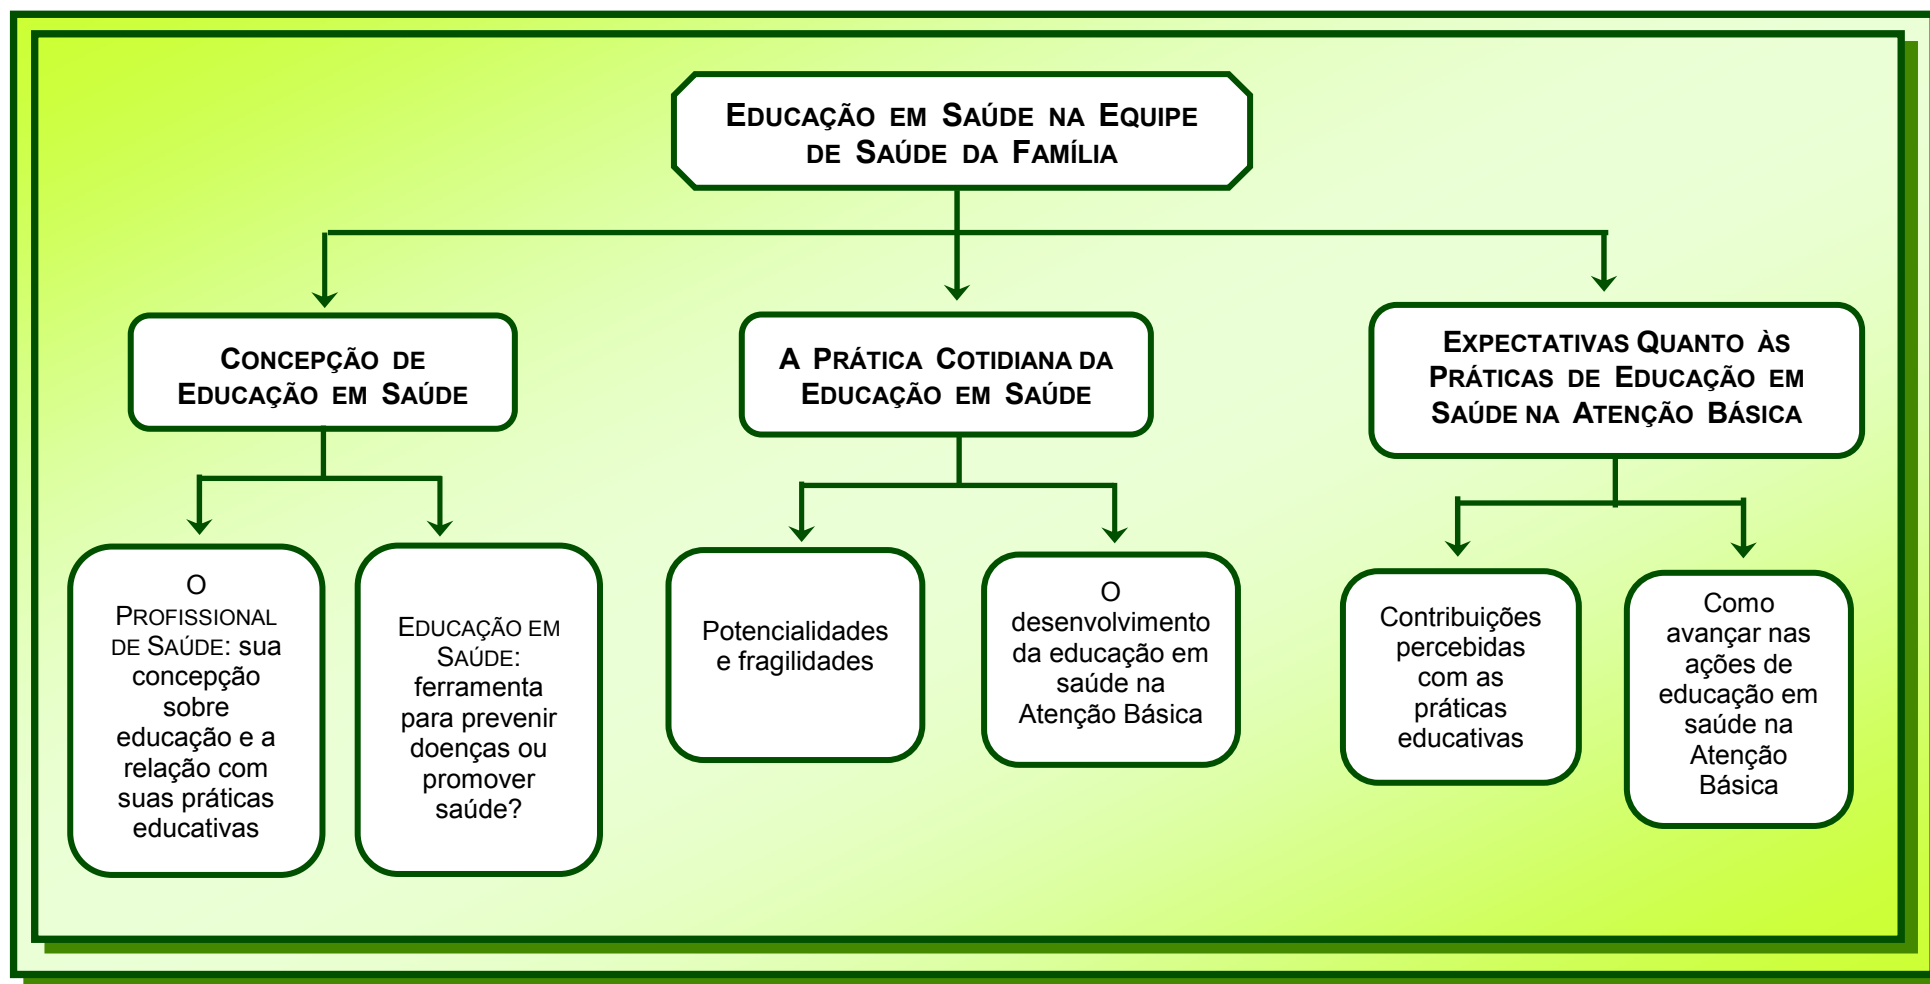 EDUCAÇÃO EM SAÚDE NA EQUIPE
DE SAÚDE DA FAMÍLIA
CONCEPÇÃO DE
EDUCAÇÃO EM SAÚDE
A PRÁTICA COTIDIANA DA
EDUCAÇÃO EM SAÚDE
EXPECTATIVAS QUANTO ÀS
PRÁTICAS DE EDUCAÇÃO EM
SAÚDE NA ATENÇÃO BÁSICA
O
PROFISSIONAL
DE SAÚDE: sua
concepção
sobre
educação e a
relação com
suas práticas
educativas
EDUCAÇÃO EM
SAÚDE:
ferramenta
para prevenir
doenças ou
promover
saúde?
Potencialidades
e fragilidades
O
desenvolvimento
da educação em
saúde na
Atenção Básica
Contribuições
percebidas
com as
práticas
educativas
Como
avançar nas
ações de
educação em
saúde na
Atenção
Básica